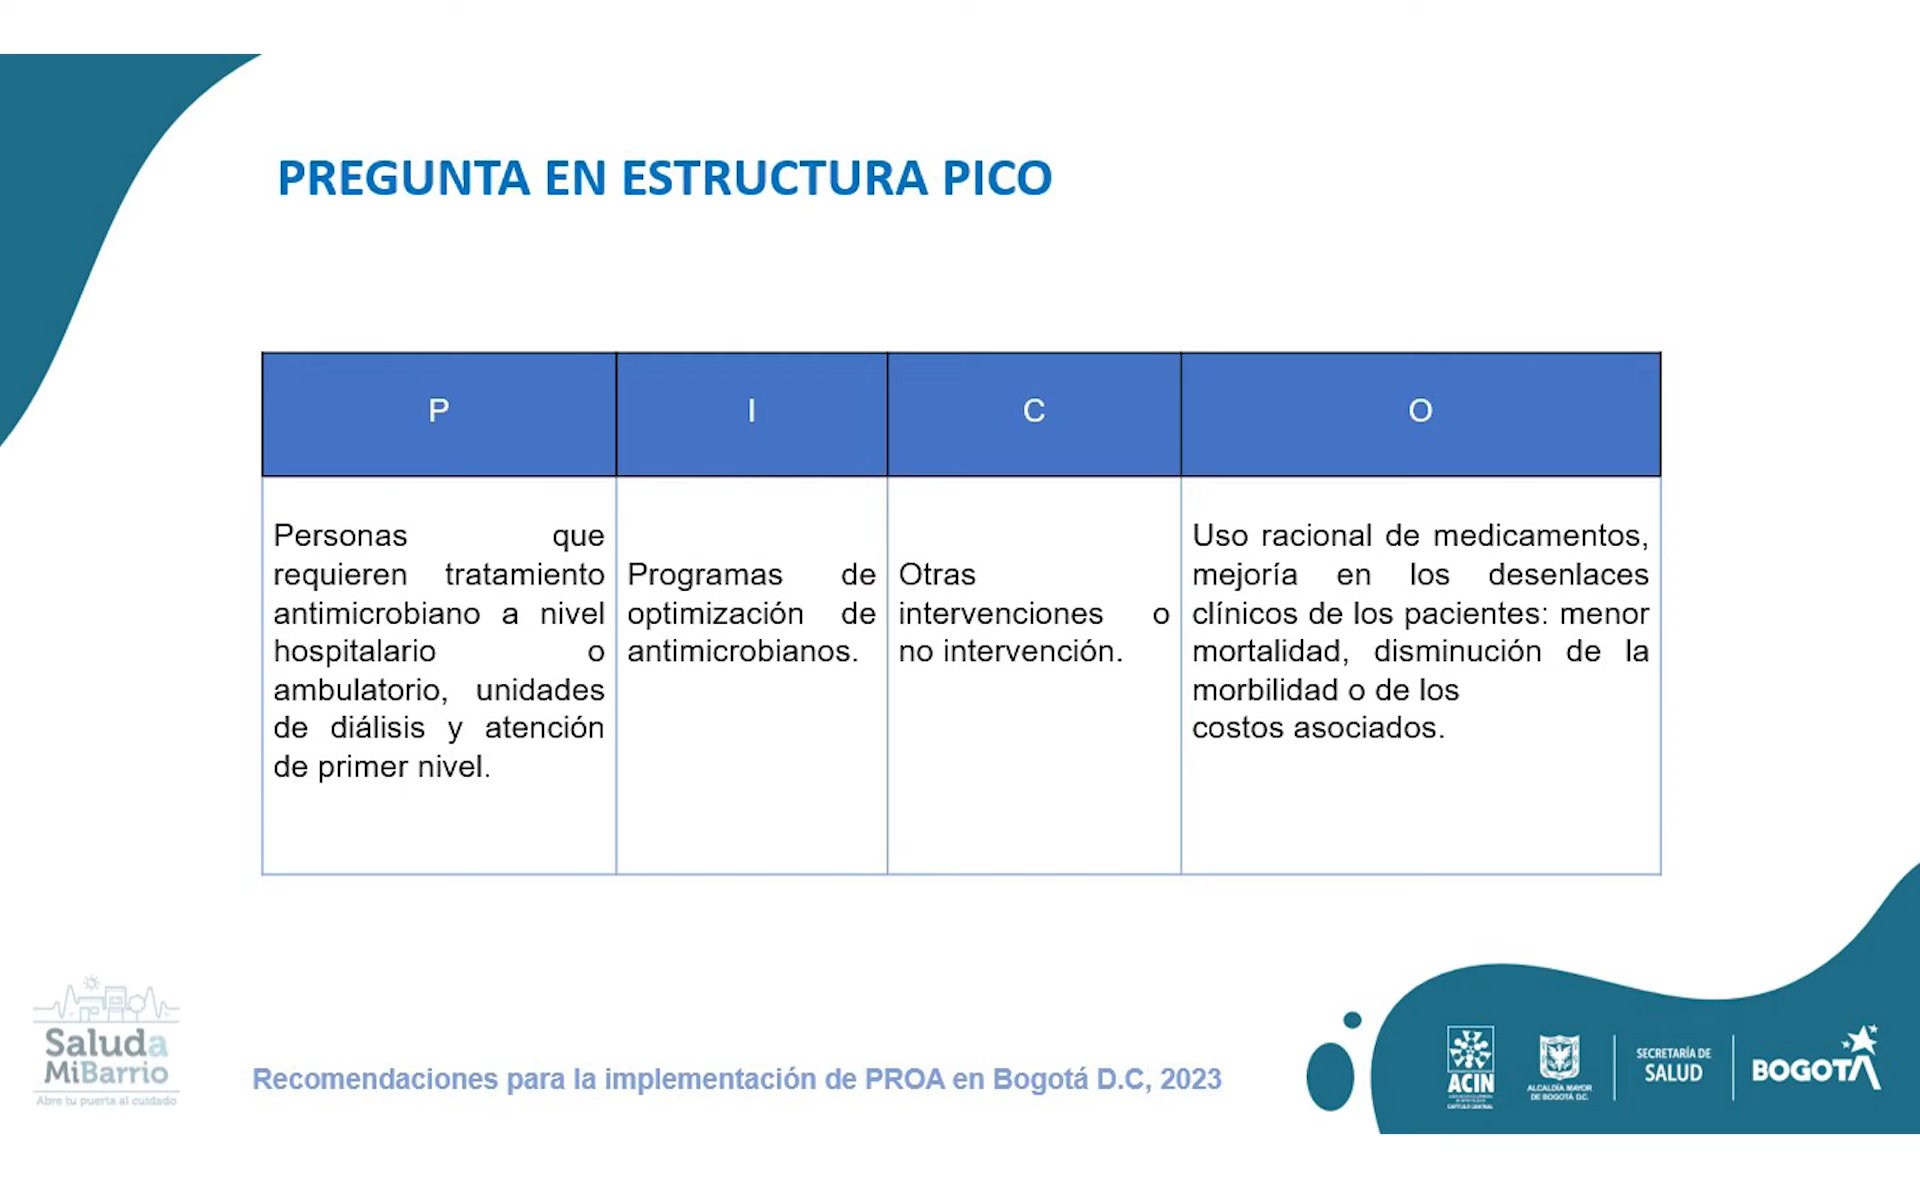 PREGUNTA EN ESTRUCTURA PICO
P
I
C
O
Personas que
requieren tratamiento
antimicrobiano a nivel
hospitalario o
ambulatorio, unidades
de diálisis y atención
de primer nivel.
Programas de
optimización de
antimicrobianos.
Otras
intervenciones o
no intervención.
Uso racional de medicamentos,
mejoría en los desenlaces
clínicos de los pacientes: menor
mortalidad, disminución de la
morbilidad o de los
costos asociados.
Saluda
MiBarrio
Abre tu puerta al cuidado
Recomendaciones para la implementación de PROA en Bogotá D.C, 2023
ACIN
CAPÍTULO CENTRAL
ALCALDÍA MAYOR
DE BOGOTÁ D.C.
SECRETARÍA DE
SALUD
BOGOTÁ